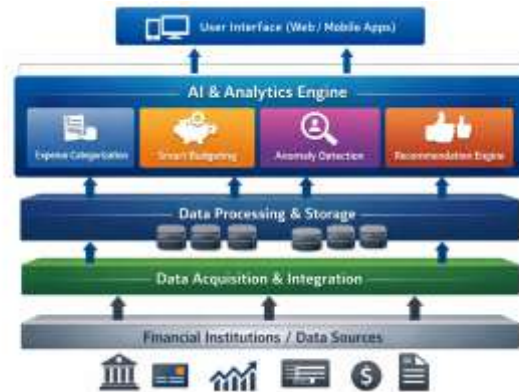 User Interface (Web / Mobile Apps)
AI & Analytics Engine
Expense Categorization
Smart Budgeting
Anomaly Detection
Recommendation Engine
Data Processing & Storage
Data Acquisition & Integration
Financial Institutions / Data Sources